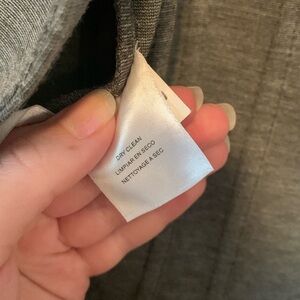 DRY CLEAN
LIMPIAR EN SECO
NETTOYAGE A SEC